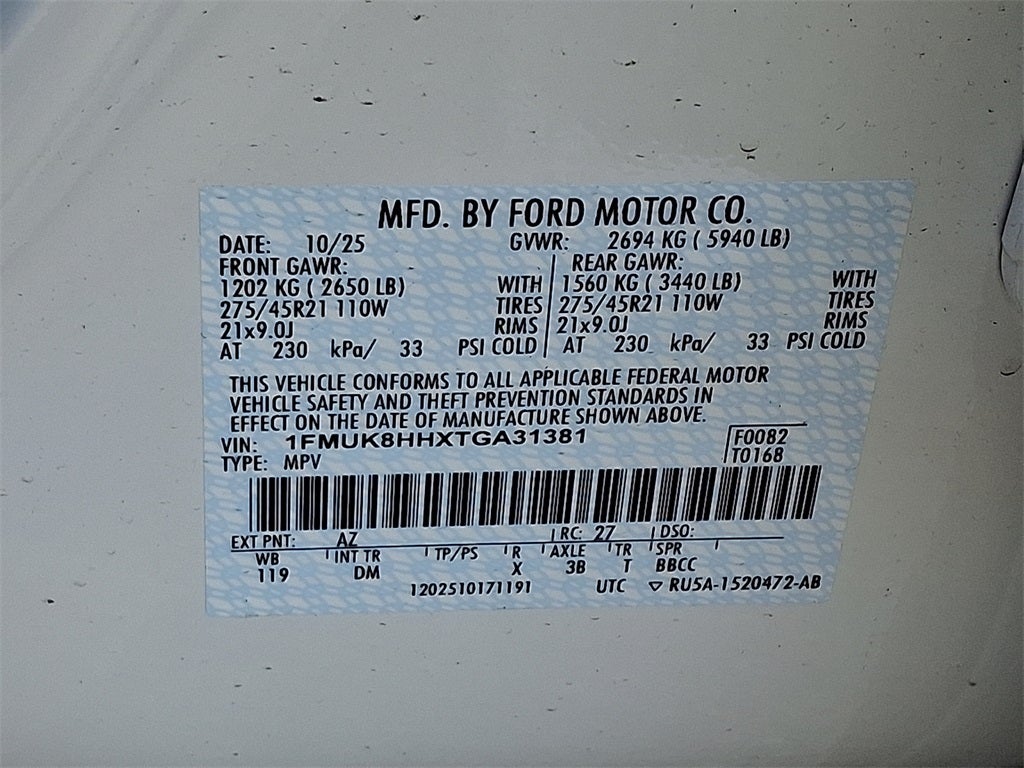 MFD. BY FORD MOTOR CO.
DATE: 10/25 GVWR: 2694 KG ( 5940 LB)
FRONT GAWR: REAR GAWR:
1202 KG ( 2650 LB) WITH 1560 KG ( 3440 LB) WITH
275/45R21 110W TIRES 275/45R21 110W TIRES
21x9.0J RIMS 21x9.0J RIMS
AT 230 kPa/ 33 PSI COLD AT 230 kPa/ 33 PSI COLD
THIS VEHICLE CONFORMS TO ALL APPLICABLE FEDERAL MOTOR
VEHICLE SAFETY AND THEFT PREVENTION STANDARDS IN
EFFECT ON THE DATE OF MANUFACTURE SHOWN ABOVE.
VIN: 1FMUK8HHXTGA31381 F0082
TYPE: MPV T0168
EXT PNT: AZ RC: 27 DSO:
WB INT TR TP/PS R AXLE TR SPR
119 DM X 3B T BBCC
1202510171191 UTC ▽ RU5A-1520472-AB